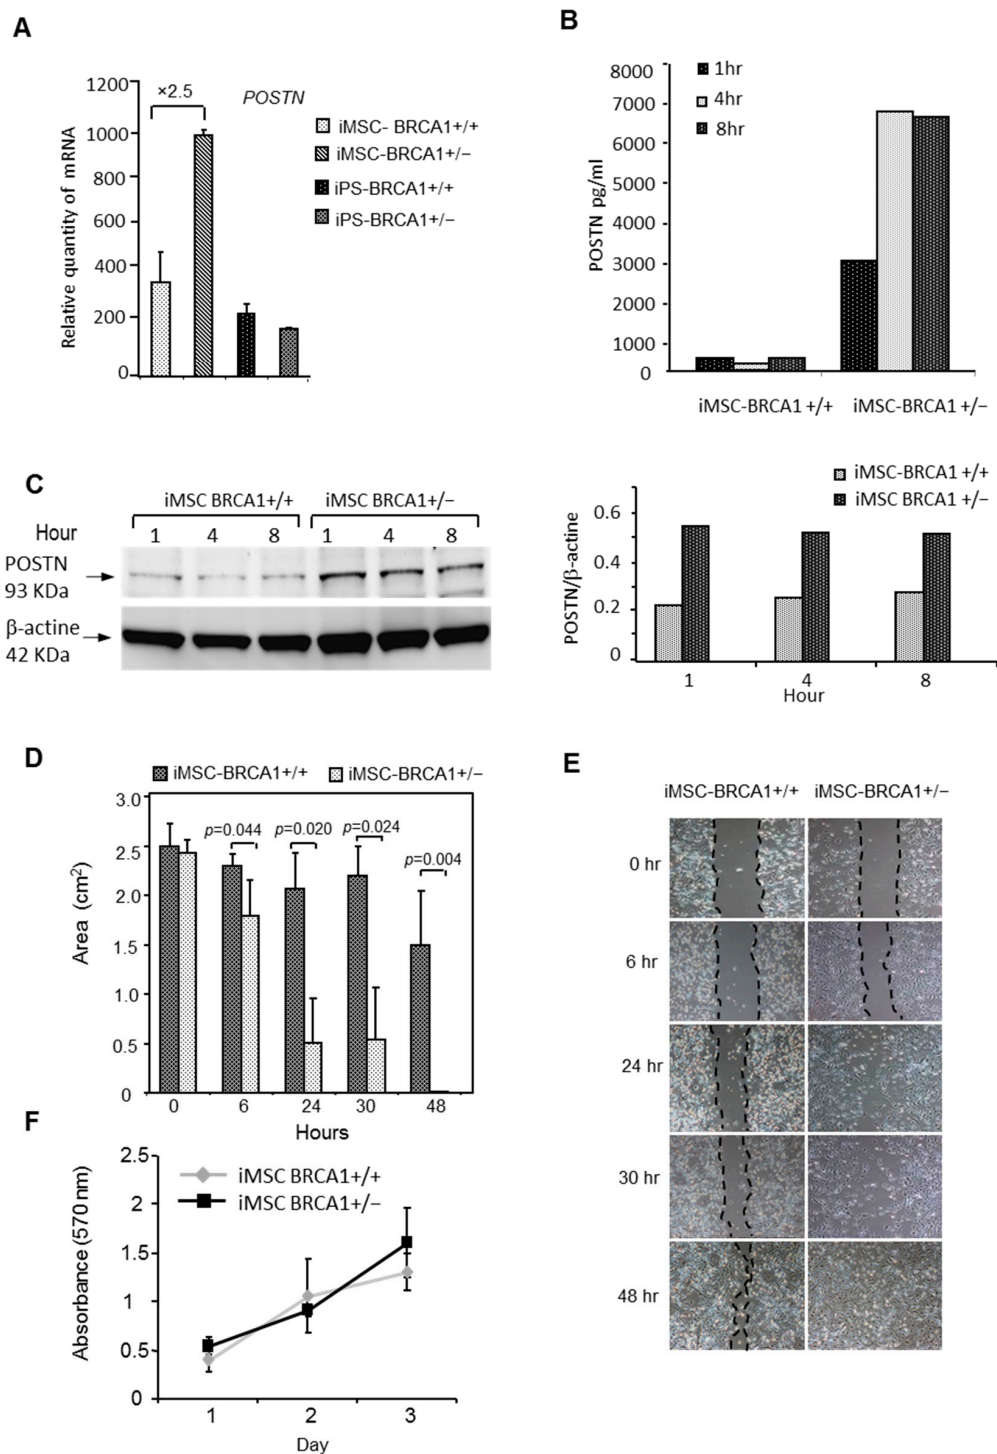 A
1200
1000
800
600
400
200
0
Relative quantity of mRNA
×2.5
POSTN
iMSC- BRCA1+/+
iMSC-BRCA1+/−
iPS-BRCA1+/+
iPS-BRCA1+/−
B
8000
7000
6000
5000
4000
3000
2000
1000
0
POSTN pg/ml
1hr
4hr
8hr
iMSC-BRCA1 +/+
iMSC-BRCA1 +/−
C
iMSC BRCA1+/+
iMSC BRCA1+/−
Hour
1
4
8
1
4
8
POSTN
93 KDa
β-actine
42 KDa
iMSC-BRCA1 +/+
iMSC BRCA1 +/−
0.6
0.4
0.2
0
POSTN/β-actine
1
4
8
Hour
D
iMSC-BRCA1+/+
iMSC-BRCA1+/−
3.0
2.5
2.0
1.5
1.0
0.5
0
Area (cm²)
p=0.044
p=0.020
p=0.024
p=0.004
0
6
24
30
48
Hours
E
iMSC-BRCA1+/+
iMSC-BRCA1+/−
0 hr
6 hr
24 hr
30 hr
48 hr
F
2.5
2
1.5
1
0.5
0
Absorbance (570 nm)
iMSC BRCA1+/+
iMSC BRCA1+/−
1
2
3
Day